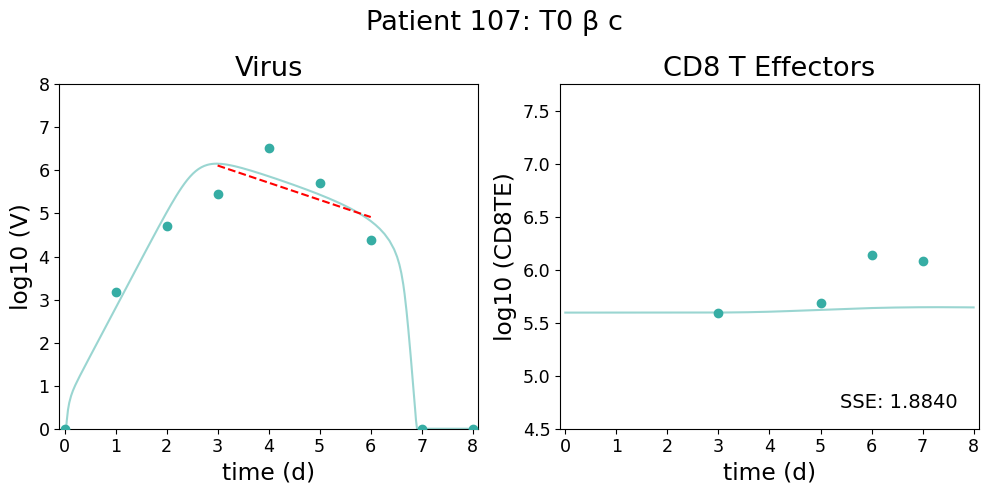 Patient 107: T0 β c
Virus
CD8 T Effectors
log10 (V)
8
7
6
5
4
3
2
1
0
0 1 2 3 4 5 6 7 8
time (d)
log10 (CD8TE)
7.5
7.0
6.5
6.0
5.5
5.0
4.5
SSE: 1.8840
0 1 2 3 4 5 6 7 8
time (d)